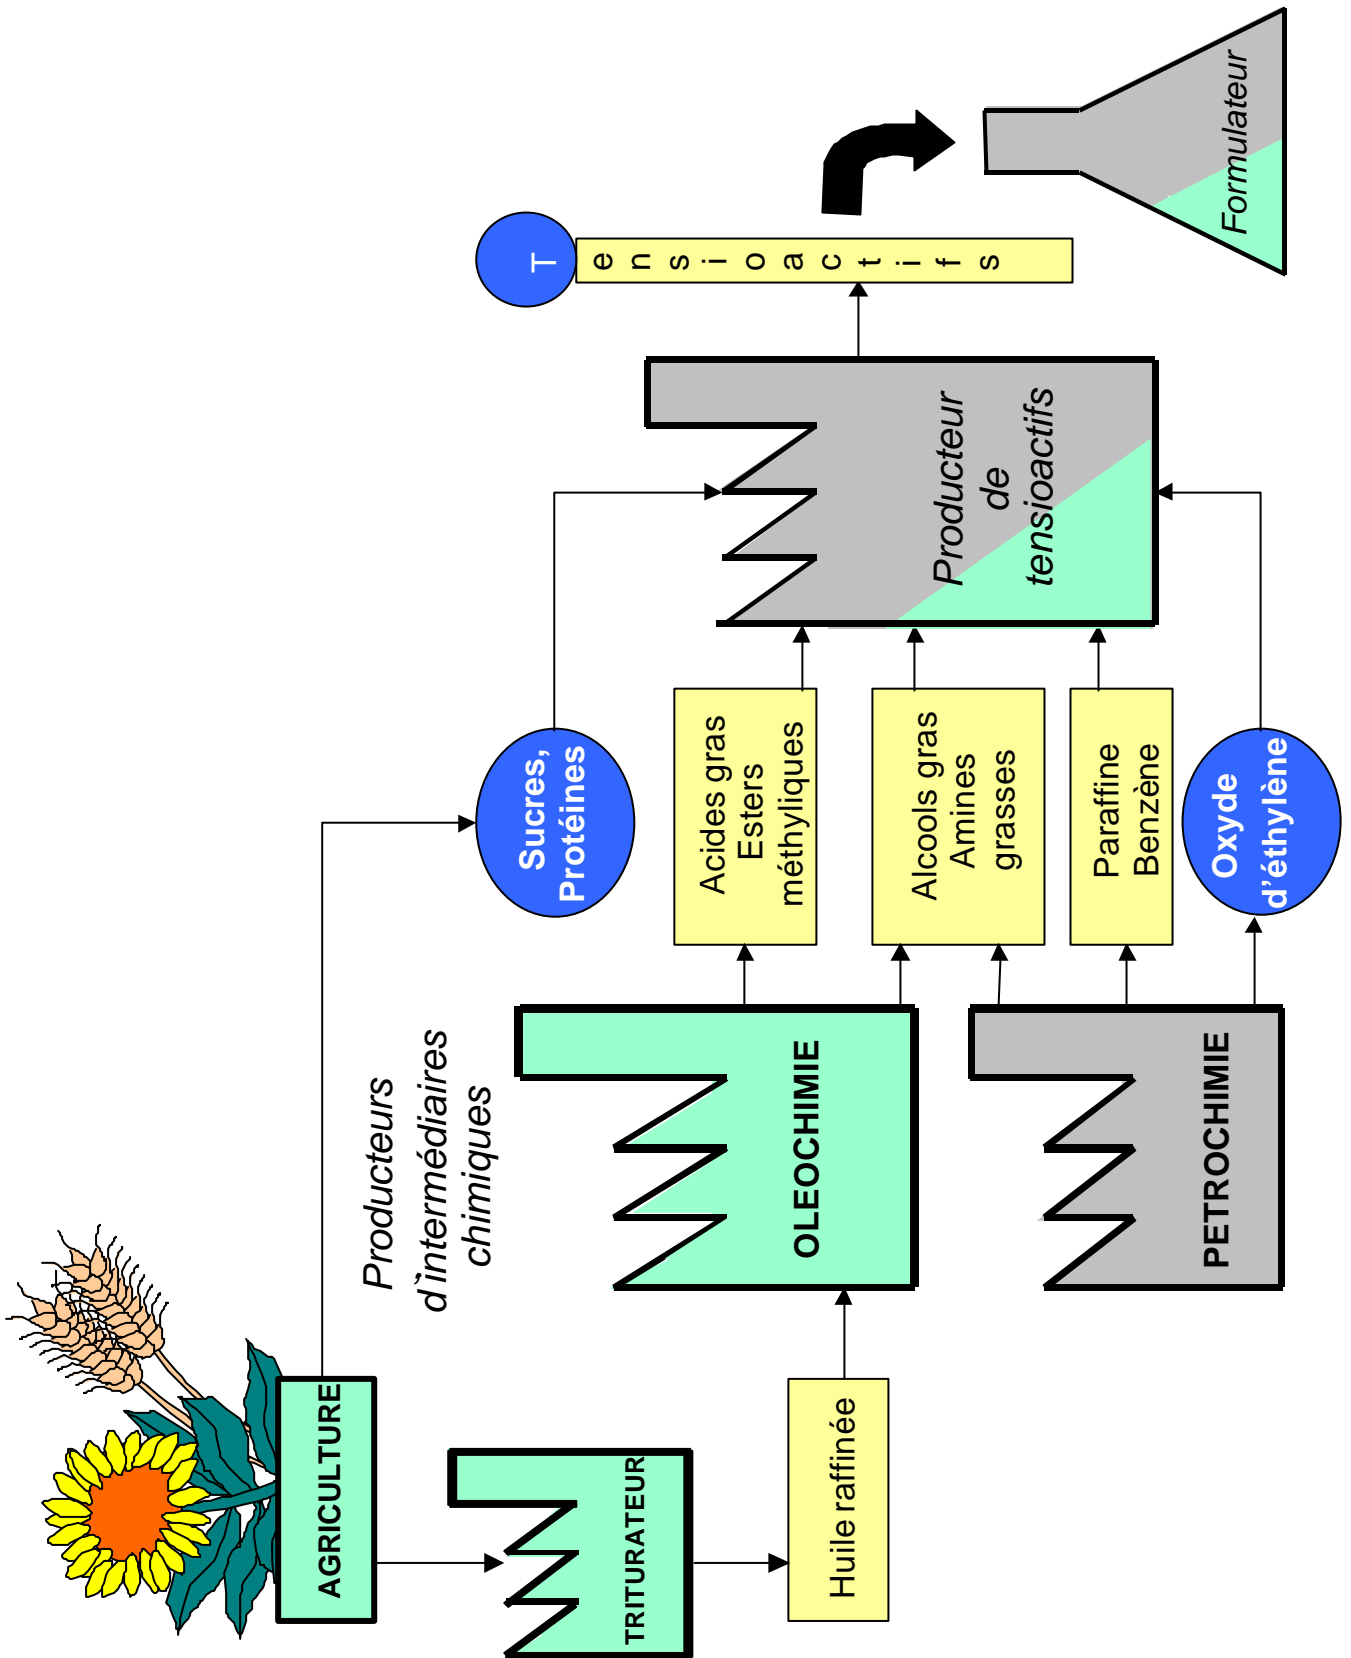 AGRICULTURE
TRITURATEUR
Huile raffinée
Producteurs
d'intermédiaires
chimiques
OLEOCHIMIE
PETROCHIMIE
Sucres,
Protéines
Acides gras
Esters
méthyliques
Alcools gras
Amines
grasses
Paraffine
Benzène
Oxyde
d'éthylène
Producteur
de
tensioactifs
Tensioactifs
Formulateur